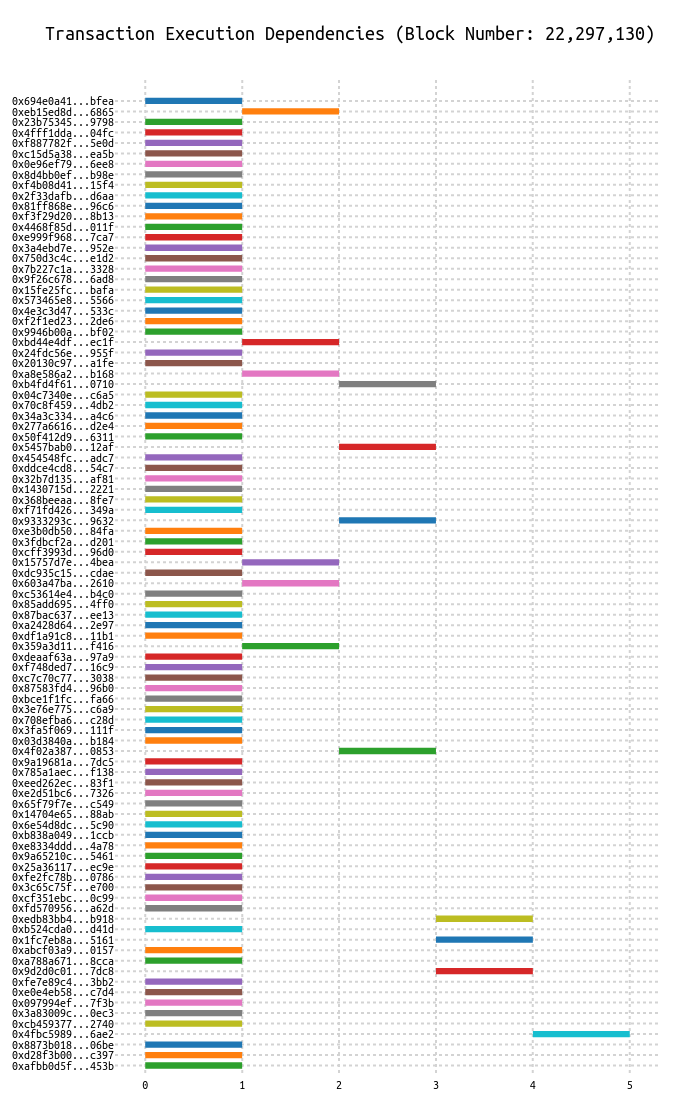 Transaction Execution Dependencies (Block Number: 22,297,130)
0x694e0a41...bfea
0xeb15ed8d...6865
0x23b75345...9798
0x4fff1dda...04fc
0xf887782f...5e0d
0xc15d5a38...ea5b
0x0e96ef79...6ee8
0x8d4bb0ef...b98e
0xf4b08d41...15f4
0x2f33dafb...d6aa
0x81ff868e...96c6
0xf3f29d20...8b13
0x4468f85d...011f
0xe999f968...7ca7
0x3a4ebd7e...952e
0x750d3c4c...e1d2
0x7b227c1a...3328
0x9f26c678...6ad8
0x15fe25fc...bafa
0x573465e8...5566
0x4e3c3d47...533c
0xf2f1ed23...2de6
0x9946b00a...bf02
0xbd44e4df...ec1f
0x24fdc56e...955f
0x20130c97...a1fe
0xa8e586a2...b168
0xb4fd4f61...0710
0x04c7340e...c6a5
0x70c8f459...4db2
0x34a3c334...a4c6
0x277a6616...d2e4
0x50f412d9...6311
0x5457bab0...12af
0x454548fc...adc7
0xddce4cd8...54c7
0x32b7d135...af81
0x1430715d...2221
0x368beeaa...8fe7
0xf71fd426...349a
0x9333293c...9632
0xe3b0db50...84fa
0x3fdbcf2a...d201
0xcff3993d...96d0
0x15757d7e...4bea
0xdc935c15...cdae
0x603a47ba...2610
0xc53614e4...b4c0
0x85add695...4ff0
0x87bac637...ee13
0xa2428d64...2e97
0xdf1a91c8...11b1
0x359a3d11...f416
0xdeaaf63a...97a9
0xf748ded7...16c9
0xc7c70c77...3038
0x87583fd4...96b0
0xbce1f1fc...fa66
0x3e76e775...c6a9
0x708efba6...c28d
0x3fa5f069...111f
0x03d3840a...b184
0x4f02a387...0853
0x9a19681a...7dc5
0x785a1aec...f138
0xeed262ec...83f1
0xe2d51bc6...7326
0x65f79f7e...c549
0x14704e65...88ab
0x6e54d8dc...5c90
0xb838a049...1ccb
0xe8334ddd...4a78
0x9a65210c...5461
0x25a36117...ec9e
0xfe2fc78b...0786
0x3c65c75f...e700
0xcf351ebc...0c99
0xfd570956...a62d
0xedb83bb4...b918
0xb524cda0...d41d
0x1fc7eb8a...5161
0xabcf03a9...0157
0xa788a671...8cca
0x9d2d0c01...7dc8
0xfe7e89c4...3bb2
0xe0e4eb58...c7d4
0x097994ef...7f3b
0x3a83009c...0ec3
0xcb459377...2740
0x4fbc5989...6ae2
0x8873b018...06be
0xd28f3b00...c397
0xafbb0d5f...453b
0 1 2 3 4 5